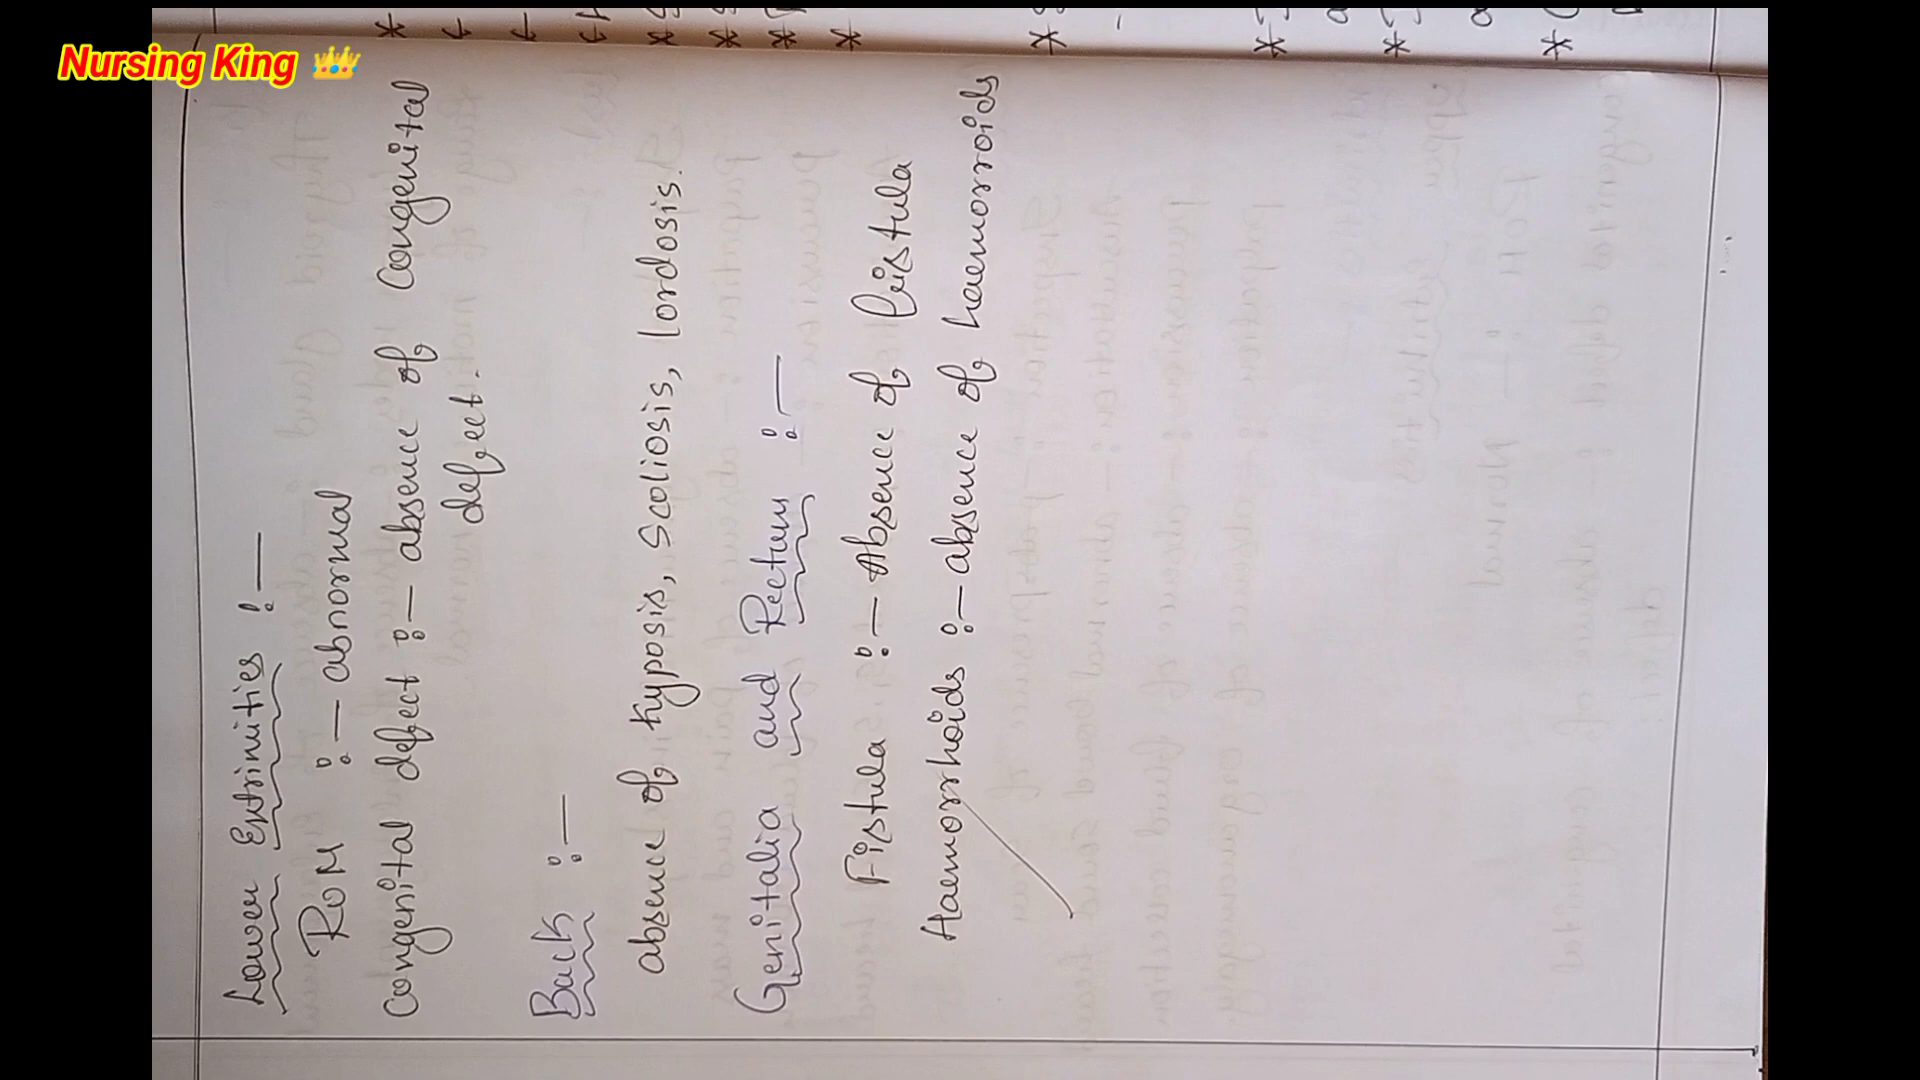 Nursing King 👑
Lower Extrimities :-
ROM :- abnormal
Congenital defect :- absence of Congenital
defect.
Back :-
absence of Kyposis, Scoliosis, lordosis.
Genitalia and Rectum :-
Fistula :- Absence of fistula
Haemorrhoids :- absence of haemorroids